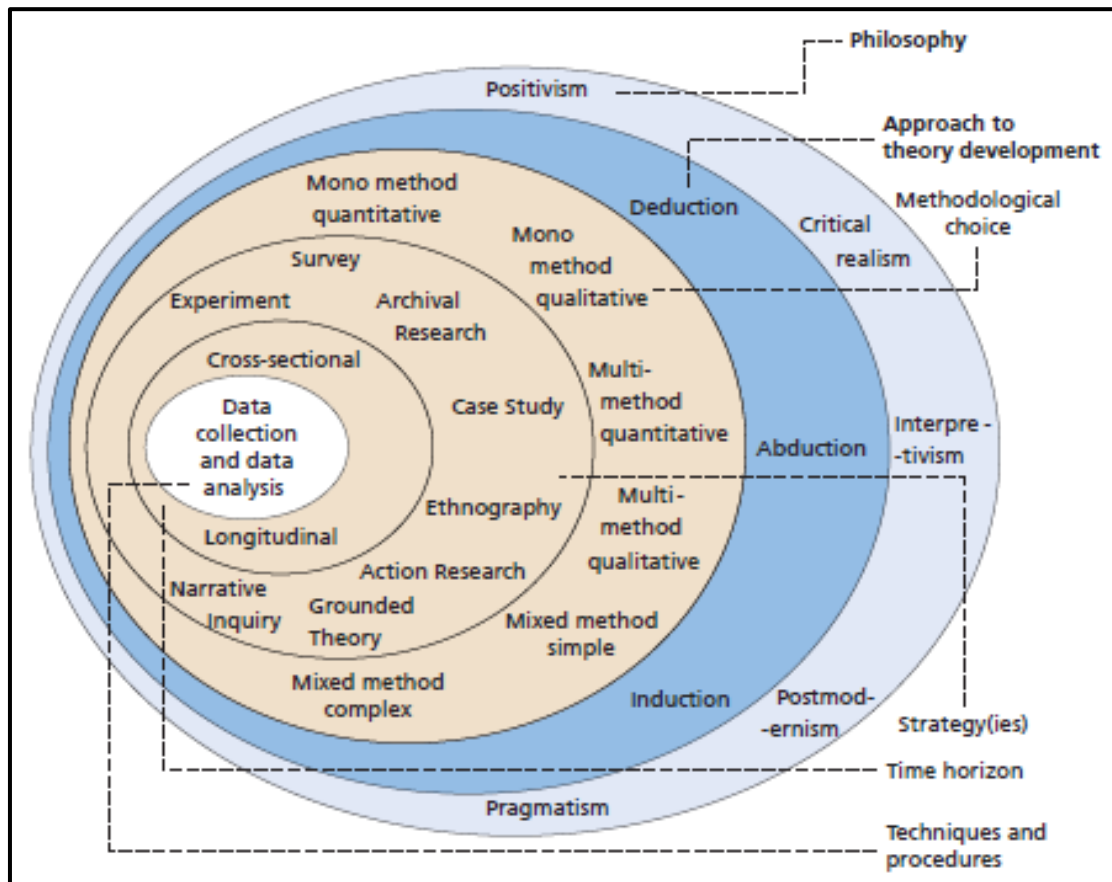 Philosophy
Positivism
Approach to
theory development
Mono method
quantitative
Deduction
Methodological
choice
Critical
realism
Mono
method
qualitative
Survey
Experiment
Archival
Research
Cross-sectional
Multi-
method
quantitative
Data
collection
and data
analysis
Case Study
Abduction
Interpre -
-tivism
Ethnography
Multi-
method
qualitative
Longitudinal
Action Research
Narrative
Inquiry
Grounded
Theory
Mixed method
simple
Mixed method
complex
Induction
Postmod-
-ernism
Strategy(ies)
Time horizon
Pragmatism
Techniques and
procedures